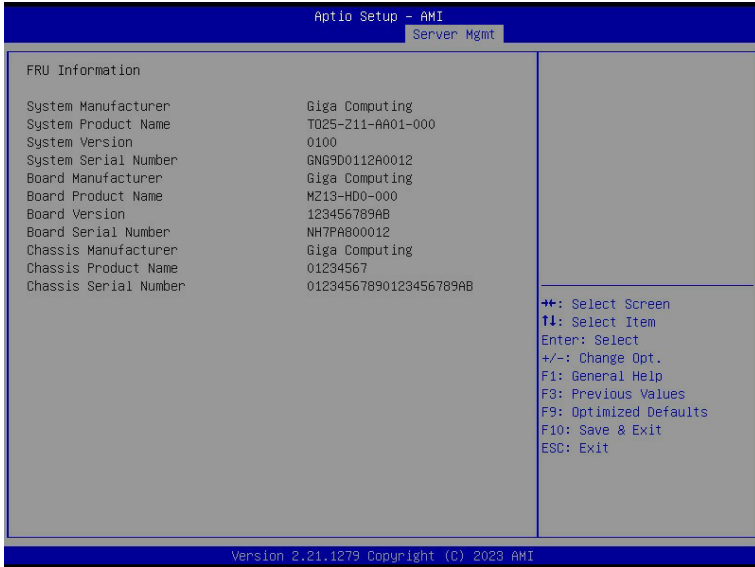 Aptio Setup – AMI
Server Mgmt
FRU Information
System Manufacturer Giga Computing
System Product Name TO25-Z11-AA01-000
System Version 0100
System Serial Number GNG9D0112A0012
Board Manufacturer Giga Computing
Board Product Name MZ13-HD0-000
Board Version 123456789AB
Board Serial Number NH7PA800012
Chassis Manufacturer Giga Computing
Chassis Product Name 01234567
Chassis Serial Number 01234567890123456789AB
→←: Select Screen
↑↓: Select Item
Enter: Select
+/-: Change Opt.
F1: General Help
F3: Previous Values
F9: Optimized Defaults
F10: Save & Exit
ESC: Exit
Version 2.21.1279 Copyright (C) 2023 AMI